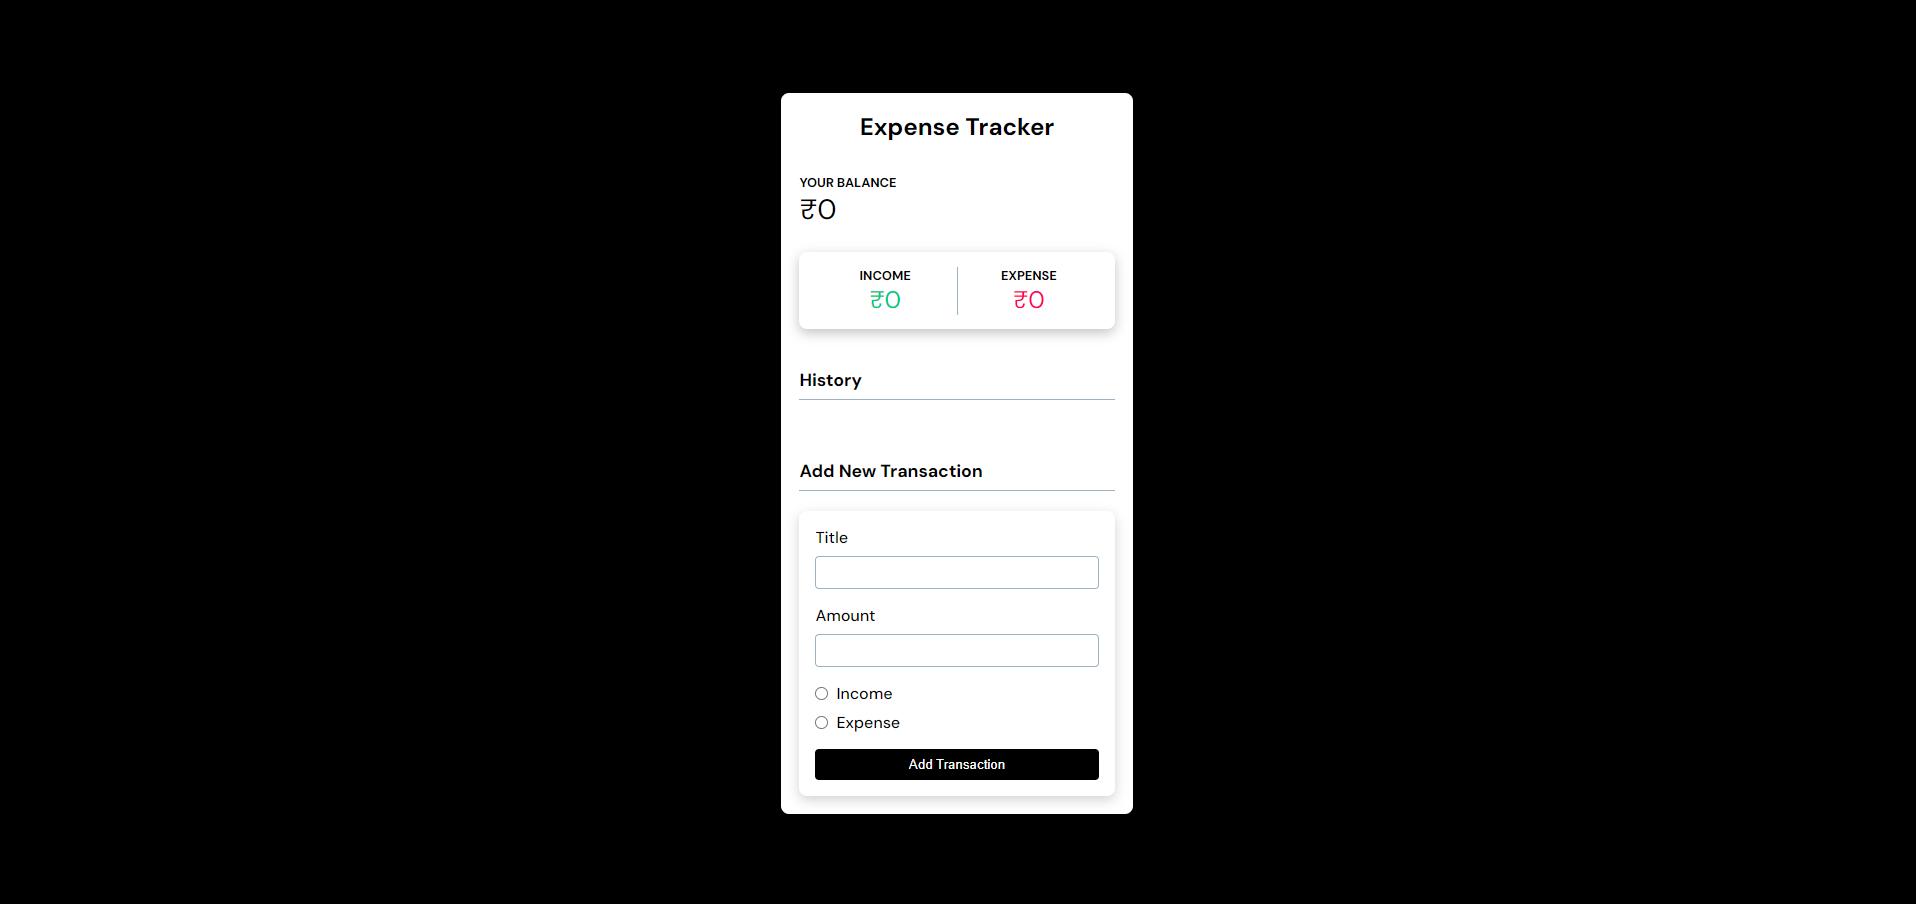 Expense Tracker
YOUR BALANCE
₹0
INCOME EXPENSE
₹0 ₹0
History
Add New Transaction
Title
Amount
Income
Expense
Add Transaction